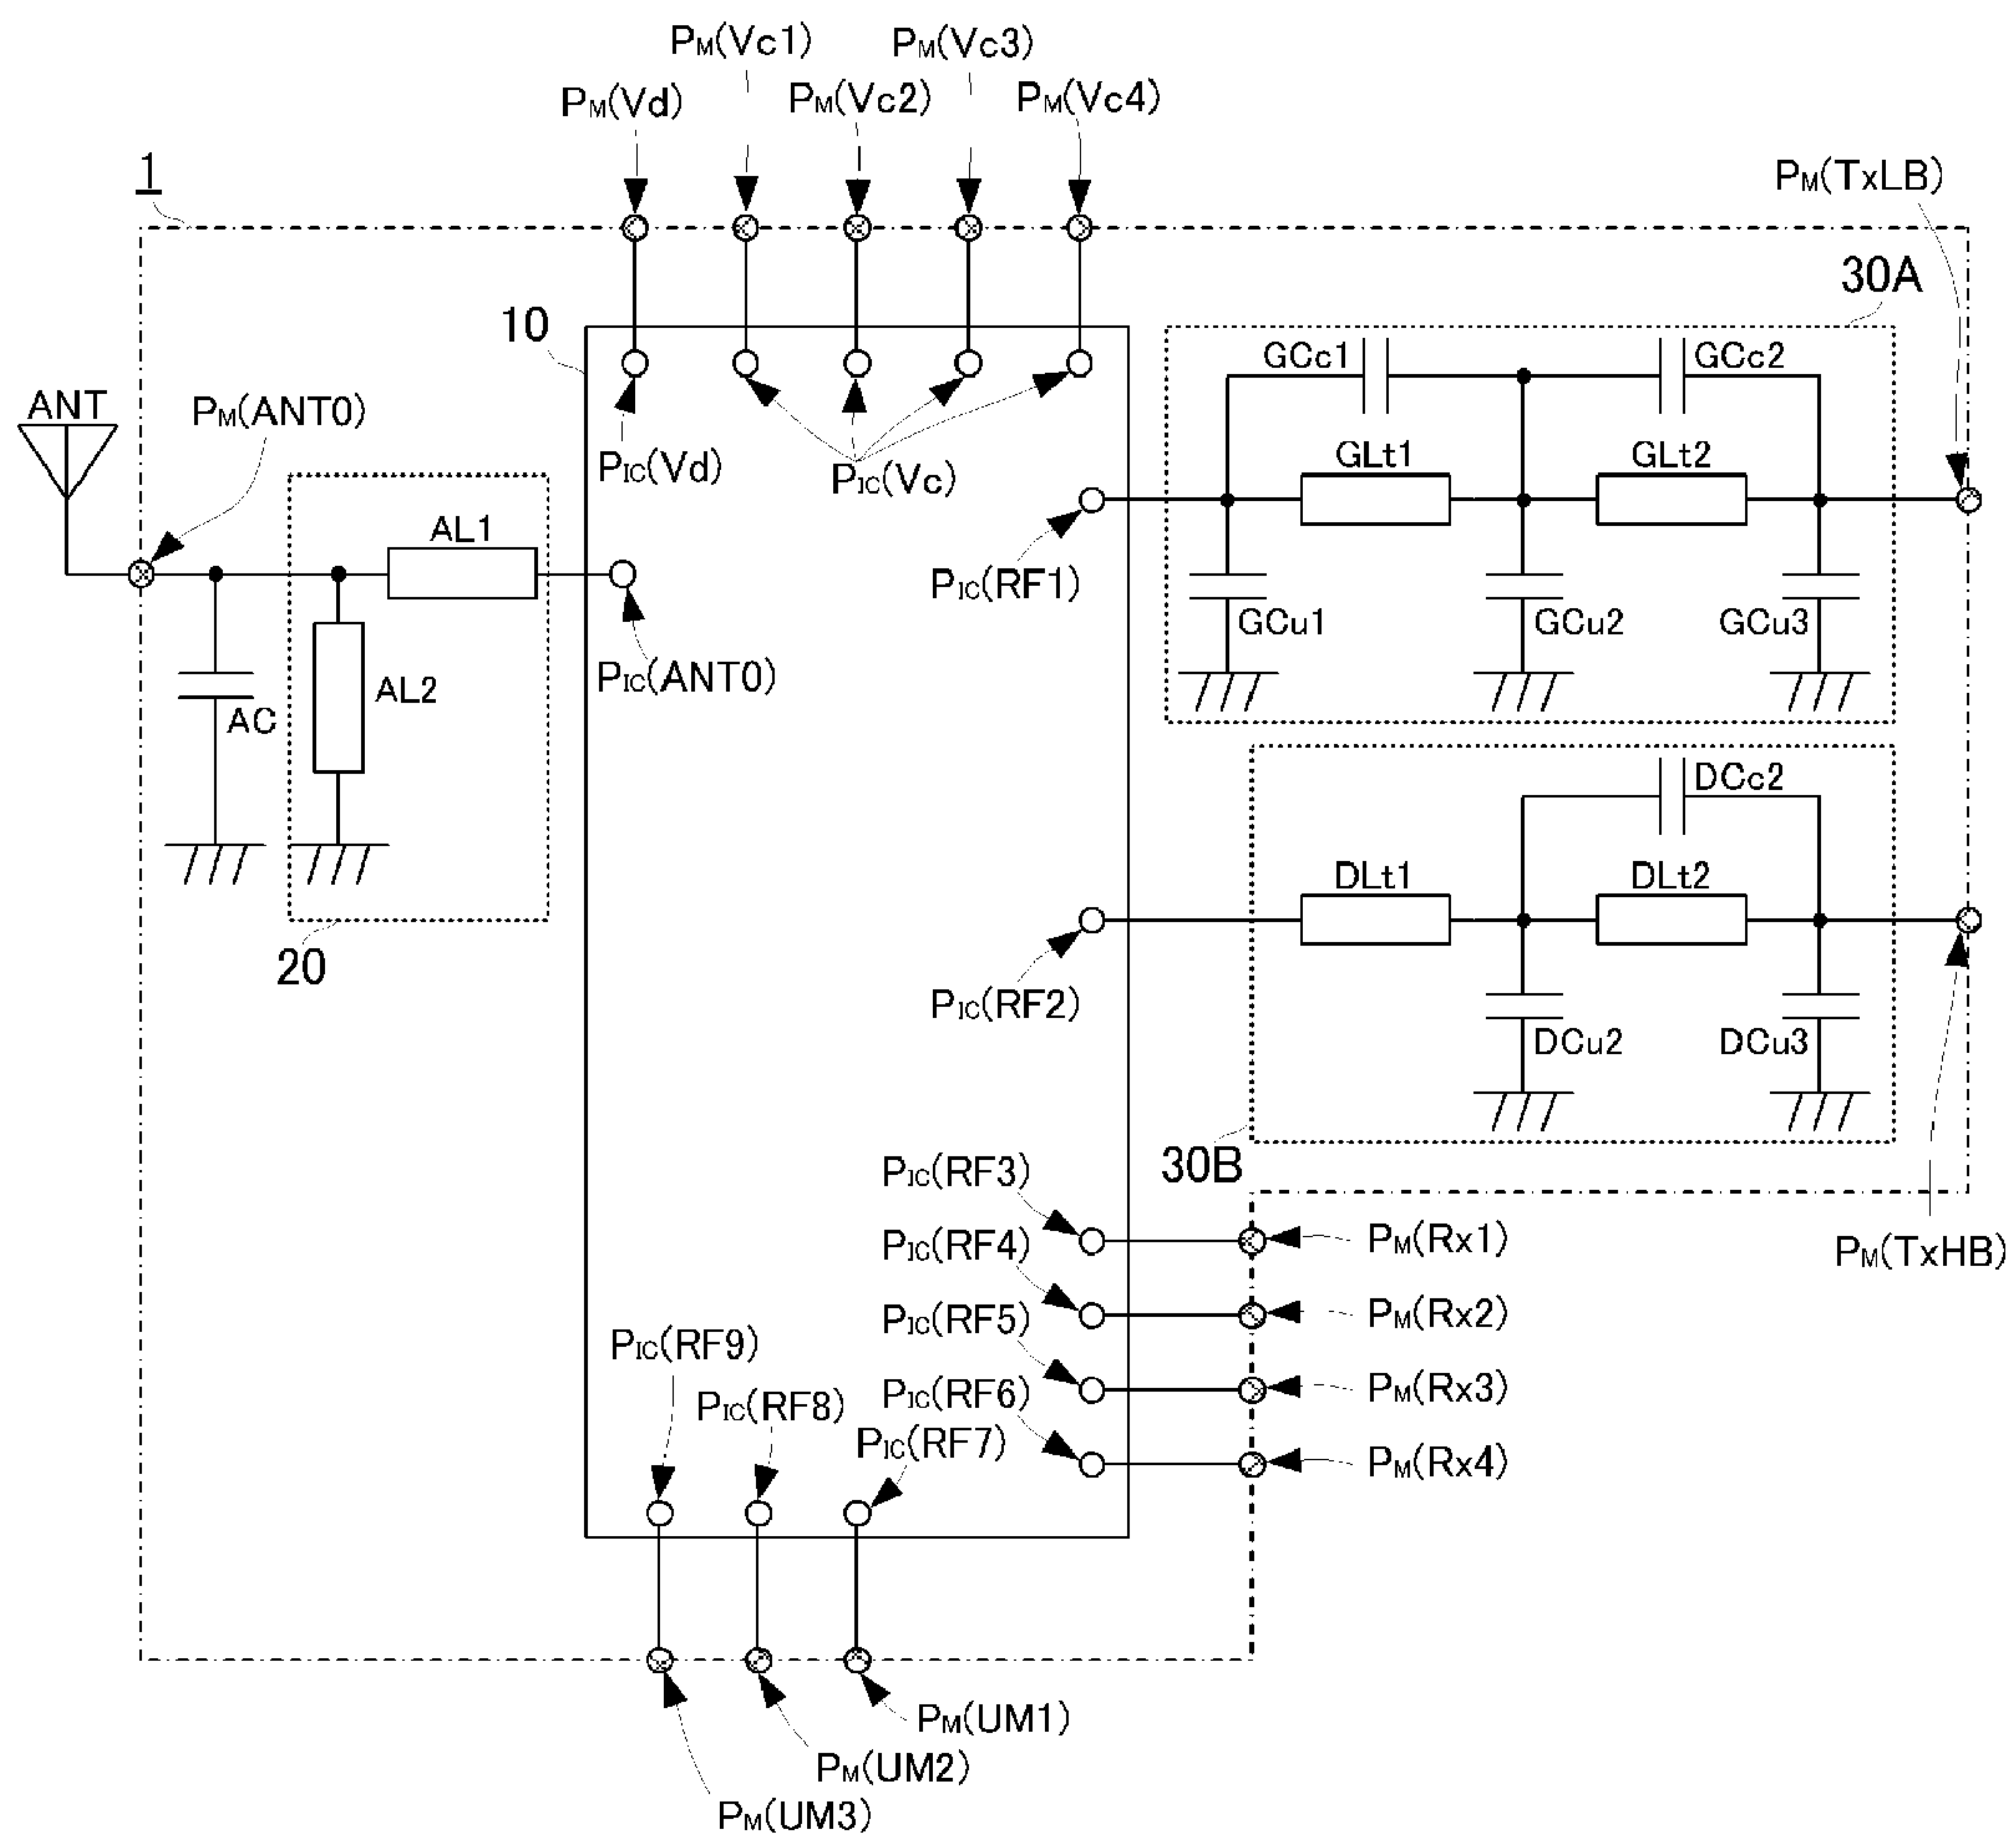 PM(Vc1)
PM(Vc3)
PM(Vd)
PM(Vc2)
PM(Vc4)
1
PM(TxLB)
30A
10
GCc1
GCc2
ANT
PM(ANT0)
PIC(Vd)
PIC(Vc)
GLt1
GLt2
AL1
PIC(RF1)
GCu1
GCu2
GCu3
PIC(ANT0)
AL2
AC
DCc2
DLt1
DLt2
20
PIC(RF2)
DCu2
DCu3
30B
PIC(RF3)
PM(Rx1)
PM(TxHB)
PIC(RF4)
PM(Rx2)
PIC(RF5)
PIC(RF9)
PM(Rx3)
PIC(RF6)
PIC(RF8)
PIC(RF7)
PM(Rx4)
PM(UM1)
PM(UM2)
PM(UM3)